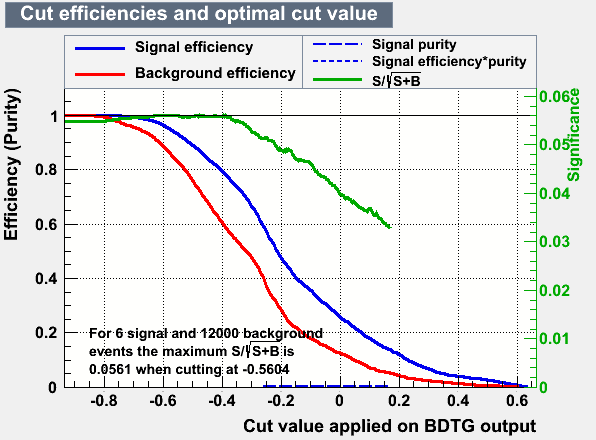 Cut efficiencies and optimal cut value
Signal efficiency
Background efficiency
Signal purity
Signal efficiency*purity
S/√S+B
Efficiency (Purity)
1
0.8
0.6
0.4
0.2
0
0.06
0.05
0.04
0.03
0.02
0.01
0
Significance
For 6 signal and 12000 background
events the maximum S/√S+B is
0.0561 when cutting at -0.5604
-0.8 -0.6 -0.4 -0.2 0 0.2 0.4 0.6
Cut value applied on BDTG output